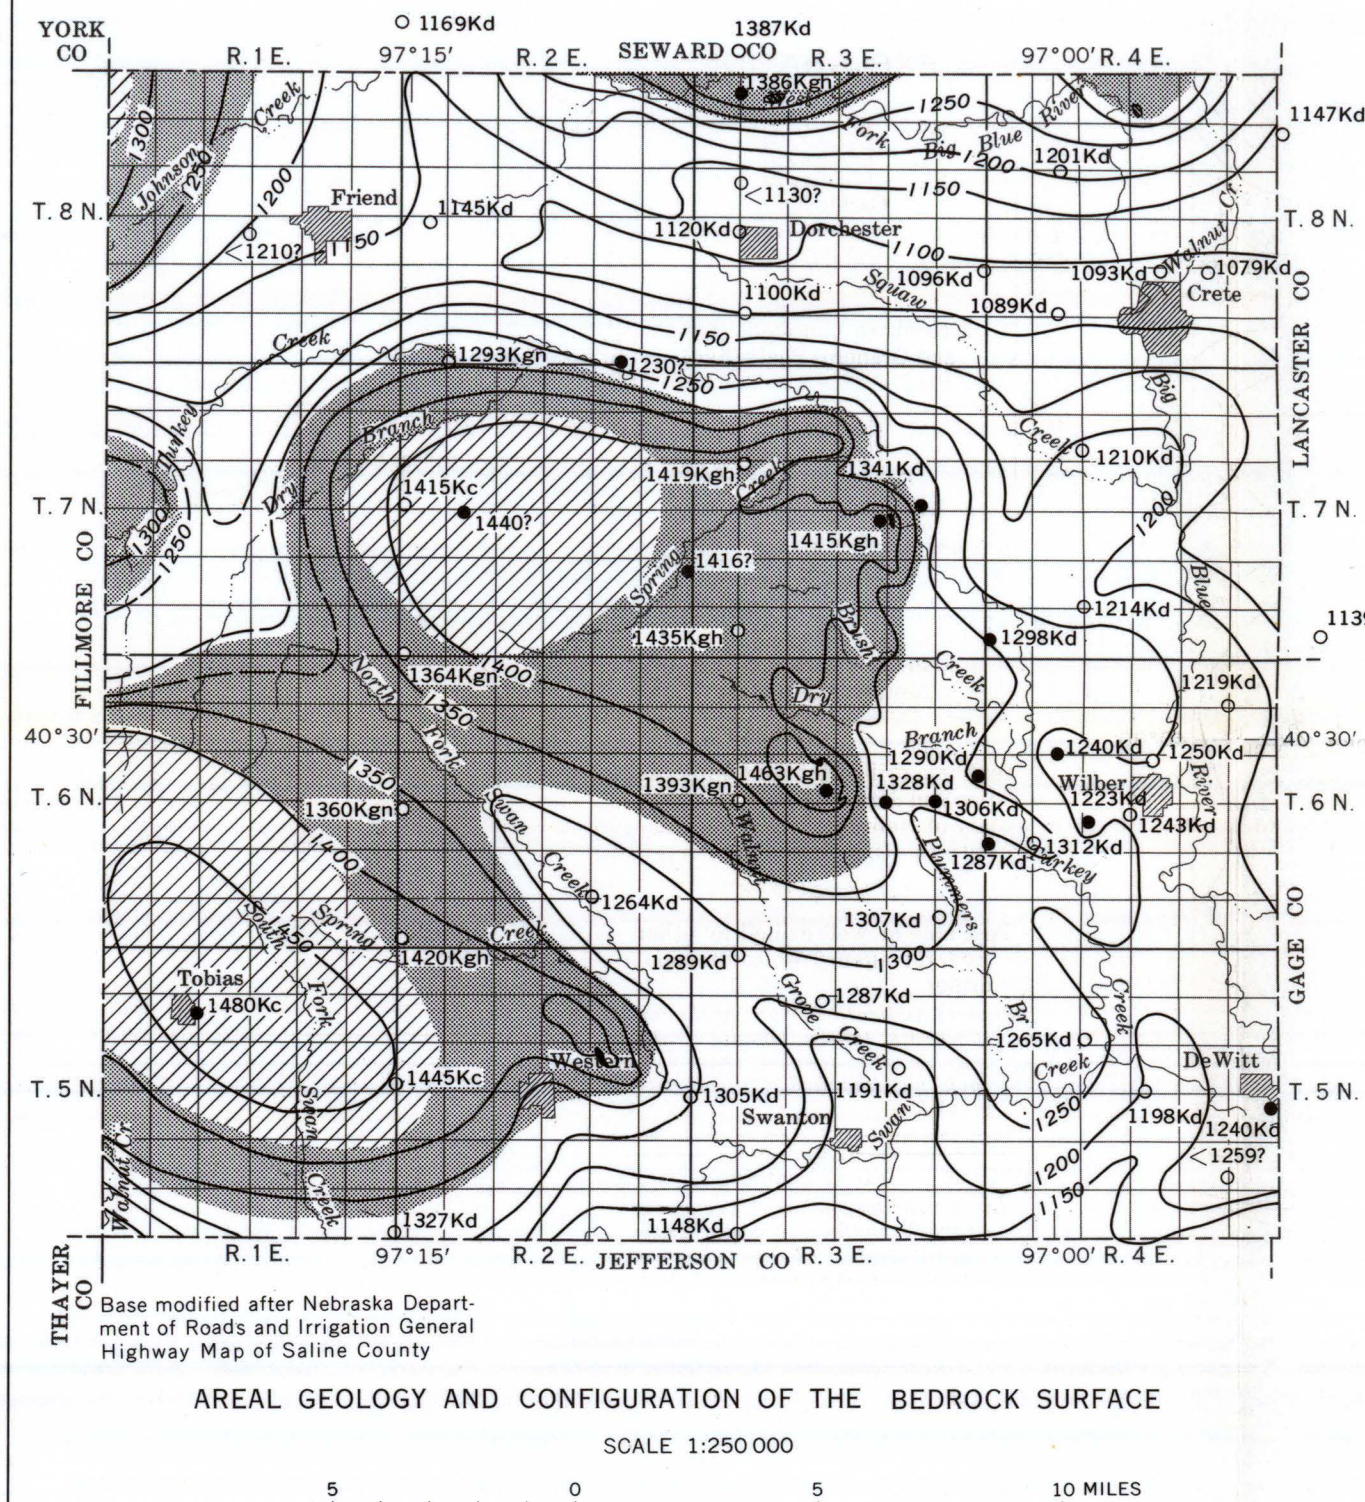 1169Kd
1387Kd
YORK
CO
R. 1 E.
97°15′
R. 2 E.
SEWARD CO
R. 3 E.
97°00′
R. 4 E.
1386Kgh
West
1250
1147Kd
1300
Creek
Fork
Big
Blue
River
1200
1201Kd
Johnson
1250
1200
<1130?
1150
T. 8 N.
Friend
1145Kd
1120Kd
Dorchester
T. 8 N.
<1210?
1150
1100
Walnut
Cr.
1096Kd
1093Kd
1079Kd
1100Kd
Squaw
1089Kd
Crete
Creek
1150
1293Kgn
1230?
1250
LANCASTER CO
Turkey
Branch
Big
Creek
1210Kd
1419Kgh
Creek
1341Kd
Dry
1415Kc
1440?
T. 7 N.
1300
1250
1415Kgh
1200
T. 7 N.
FILLMORE CO
Spring
1416?
Blue
1435Kgh
Brush
1214Kd
1298Kd
1139
1364Kgn
1400
North
Creek
1219Kd
1350
Dry
40°30′
Fork
1350
Branch
1290Kd
1240Kd
1250Kd
40°30′
1393Kgn
1463Kgh
1328Kd
Wilber
River
T. 6 N.
1360Kgn
Swan
1306Kd
1223Kd
1243Kd
T. 6 N.
1400
Walnut
Plummers
1287Kd
1312Kd
Turkey
Creek
1264Kd
South
Spring
1450
1307Kd
Creek
1420Kgh
1289Kd
1300
GAGE CO
Tobias
1480Kc
Fork
Grove
1287Kd
Br
Creek
Western
Creek
1265Kd
Creek
DeWitt
T. 5 N.
1445Kc
1305Kd
1191Kd
1198Kd
T. 5 N.
Swanton
Swan
1250
1240Kd
Walnut Cr.
Swan
1200
<1259?
Creek
1150
1327Kd
1148Kd
THAYER
CO
R. 1 E.
97°15′
R. 2 E.
JEFFERSON CO
R. 3 E.
97°00′
R. 4 E.
Base modified after Nebraska Depart-
ment of Roads and Irrigation General
Highway Map of Saline County
AREAL GEOLOGY AND CONFIGURATION OF THE BEDROCK SURFACE
SCALE 1:250 000
5 0 5 10 MILES